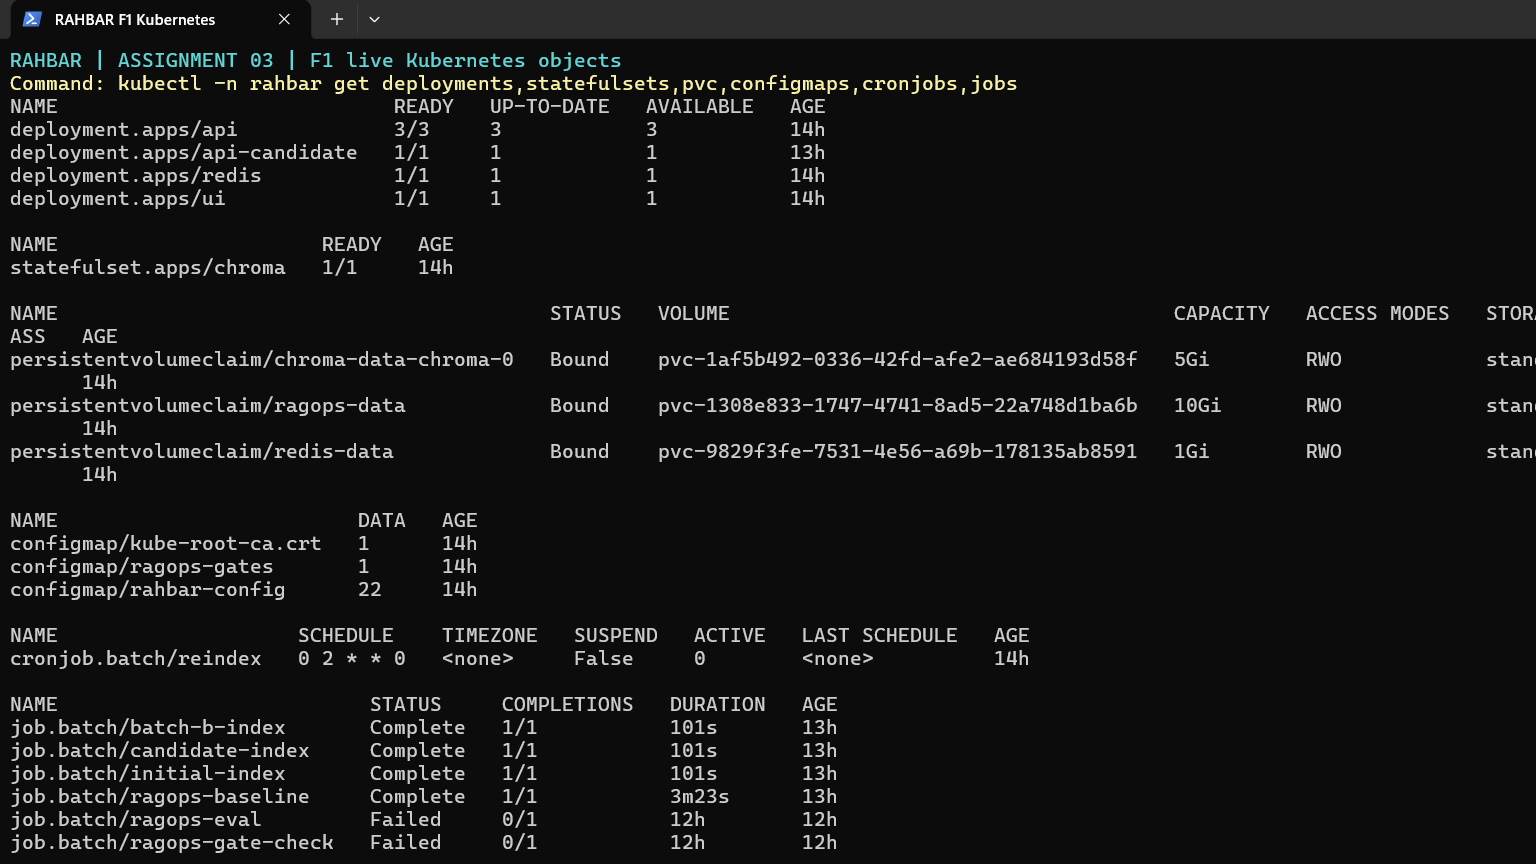 RAHBAR F1 Kubernetes
RAHBAR | ASSIGNMENT 03 | F1 live Kubernetes objects
Command: kubectl -n rahbar get deployments,statefulsets,pvc,configmaps,cronjobs,jobs
NAME READY UP-TO-DATE AVAILABLE AGE
deployment.apps/api 3/3 3 3 14h
deployment.apps/api-candidate 1/1 1 1 13h
deployment.apps/redis 1/1 1 1 14h
deployment.apps/ui 1/1 1 1 14h
NAME READY AGE
statefulset.apps/chroma 1/1 14h
NAME STATUS VOLUME CAPACITY ACCESS MODES STORA
ASS AGE
persistentvolumeclaim/chroma-data-chroma-0 Bound pvc-1af5b492-0336-42fd-afe2-ae684193d58f 5Gi RWO stand
14h
persistentvolumeclaim/ragops-data Bound pvc-1308e833-1747-4741-8ad5-22a748d1ba6b 10Gi RWO stand
14h
persistentvolumeclaim/redis-data Bound pvc-9829f3fe-7531-4e56-a69b-178135ab8591 1Gi RWO stand
14h
NAME DATA AGE
configmap/kube-root-ca.crt 1 14h
configmap/ragops-gates 1 14h
configmap/rahbar-config 22 14h
NAME SCHEDULE TIMEZONE SUSPEND ACTIVE LAST SCHEDULE AGE
cronjob.batch/reindex 0 2 * * 0 <none> False 0 <none> 14h
NAME STATUS COMPLETIONS DURATION AGE
job.batch/batch-b-index Complete 1/1 101s 13h
job.batch/candidate-index Complete 1/1 101s 13h
job.batch/initial-index Complete 1/1 101s 13h
job.batch/ragops-baseline Complete 1/1 3m23s 13h
job.batch/ragops-eval Failed 0/1 12h 12h
job.batch/ragops-gate-check Failed 0/1 12h 12h